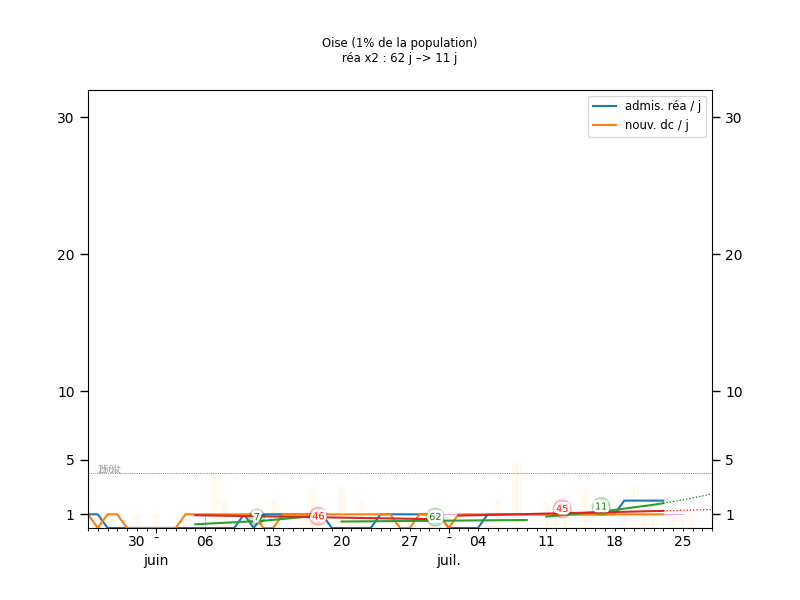 Oise (1% de la population)
réa x2 : 62 j –> 11 j
admis. réa / j
nouv. dc / j
30
30
20
20
10
10
5
5
1
1
7
46
62
45
11
30 - 06 13 20 27 - 04 11 18 25
juin juil.